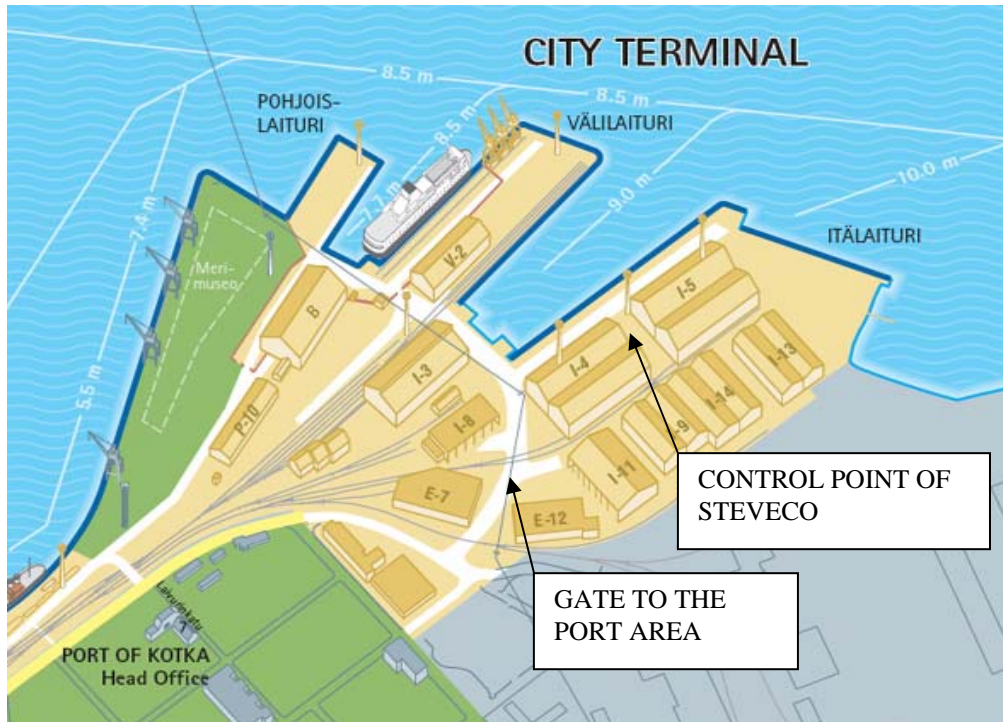 CITY TERMINAL
8.5 m
8.5 m
POHJOIS-
LAITURI
VÄLILAITURI
8.5 m
7.7 m
7.4 m
9.0 m
10.0 m
ITÄLAITURI
Meri-
museo
V-2
B
I-5
I-4
I-3
I-13
I-14
I-9
I-8
I-11
P-10
5.5 m
E-7
E-12
CONTROL POINT OF
STEVECO
GATE TO THE
PORT AREA
Laivurinkatu
7
PORT OF KOTKA
Head Office